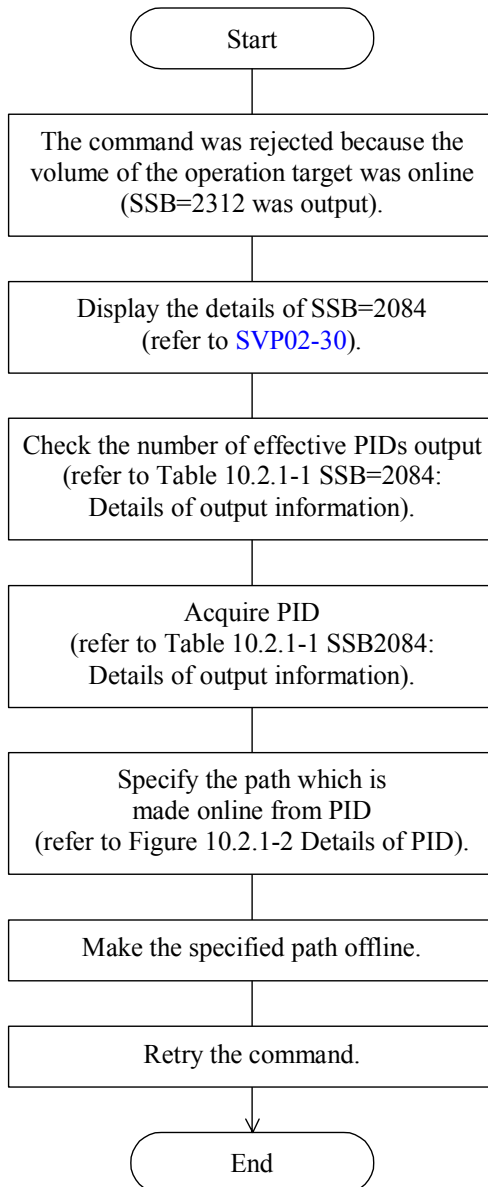 Start
The command was rejected because the
volume of the operation target was online
(SSB=2312 was output).
Display the details of SSB=2084
(refer to SVP02-30).
Check the number of effective PIDs output
(refer to Table 10.2.1-1 SSB=2084:
Details of output information).
Acquire PID
(refer to Table 10.2.1-1 SSB2084:
Details of output information).
Specify the path which is
made online from PID
(refer to Figure 10.2.1-2 Details of PID).
Make the specified path offline.
Retry the command.
End